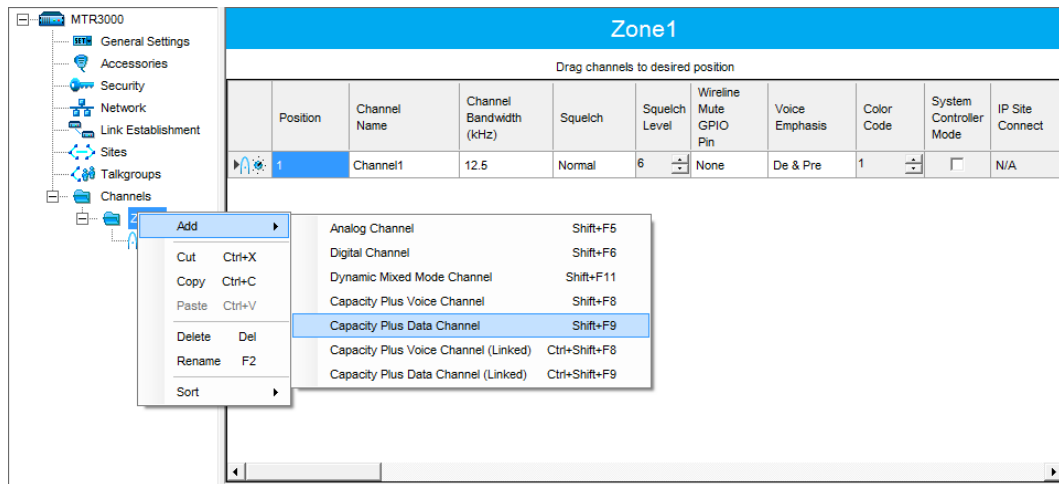 MTR3000
General Settings
Accessories
Security
Network
Link Establishment
Sites
Talkgroups
Channels
Z
Zone1
Drag channels to desired position
Position
Channel
Name
Channel
Bandwidth
(kHz)
Squelch
Squelch
Level
Wireline
Mute
GPIO
Pin
Voice
Emphasis
Color
Code
System
Controller
Mode
IP Site
Connect
1 Channel1 12.5 Normal 6 None De & Pre 1 N/A
Add
Cut Ctrl+X
Copy Ctrl+C
Paste Ctrl+V
Delete Del
Rename F2
Sort
Analog Channel Shift+F5
Digital Channel Shift+F6
Dynamic Mixed Mode Channel Shift+F11
Capacity Plus Voice Channel Shift+F8
Capacity Plus Data Channel Shift+F9
Capacity Plus Voice Channel (Linked) Ctrl+Shift+F8
Capacity Plus Data Channel (Linked) Ctrl+Shift+F9